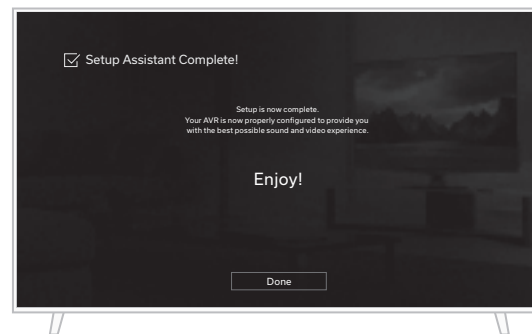 Setup Assistant Complete!
Setup is now complete.
Your AVR is now properly configured to provide you
with the best possible sound and video experience.
Enjoy!
Done